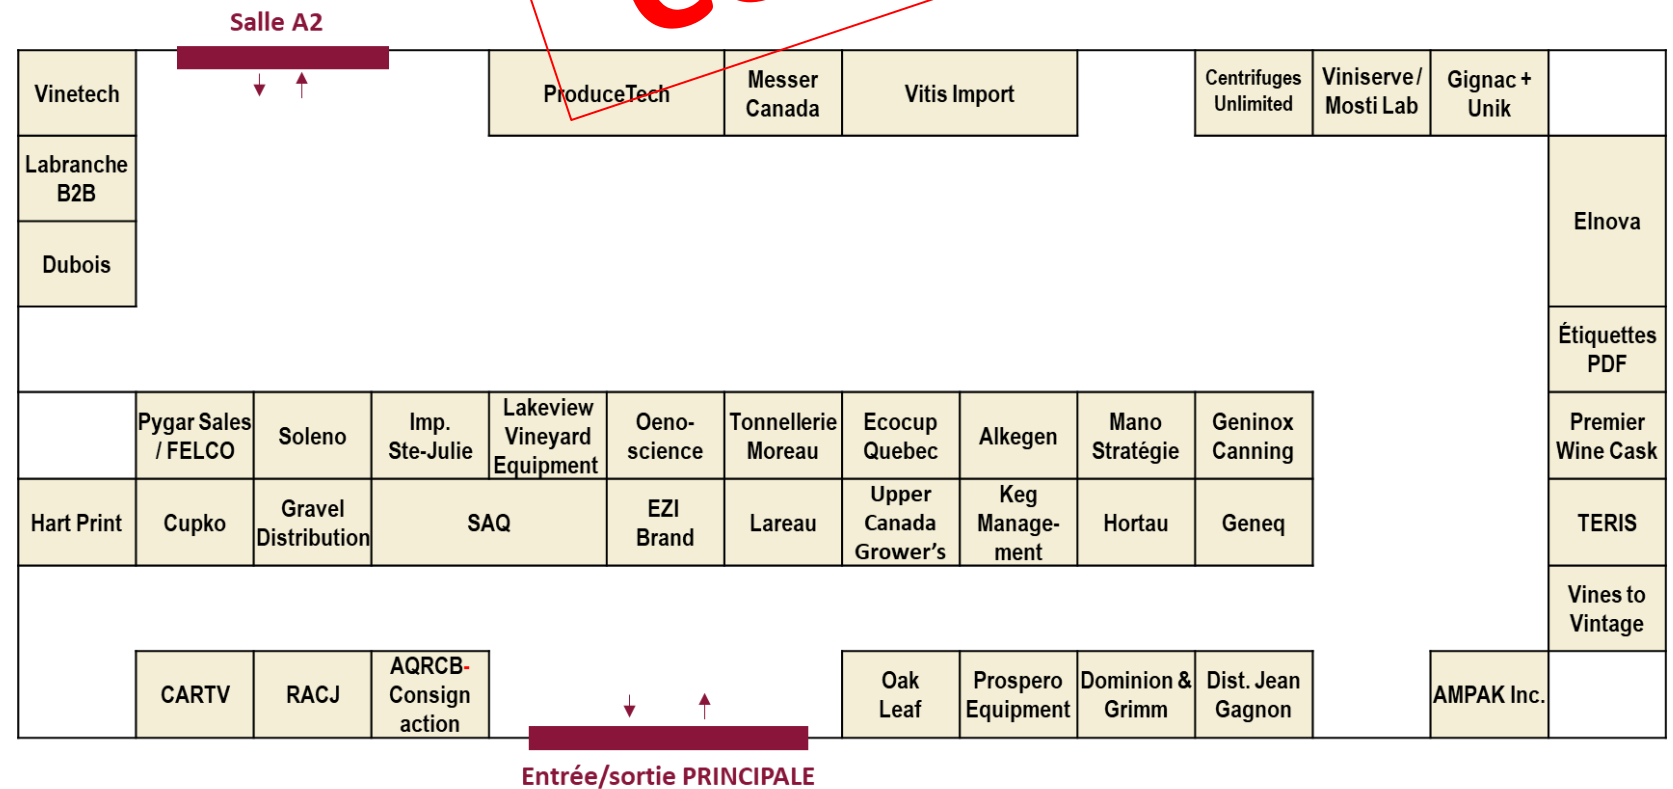 Salle A2
Vinetech
ProduceTech
Messer
Canada
Vitis Import
Centrifuges
Unlimited
Viniserve /
Mosti Lab
Gignac +
Unik
Labranche
B2B
Dubois
Elnova
Étiquettes
PDF
Pygar Sales
/ FELCO
Soleno
Imp.
Ste-Julie
Lakeview
Vineyard
Equipment
Oeno-
science
Tonnellerie
Moreau
Ecocup
Quebec
Alkegen
Mano
Stratégie
Geninox
Canning
Premier
Wine Cask
Hart Print
Cupko
Gravel
Distribution
SAQ
EZI
Brand
Lareau
Upper
Canada
Grower's
Keg
Manage-
ment
Hortau
Geneq
TERIS
Vines to
Vintage
CARTV
RACJ
AQRCB-
Consign
action
Oak
Leaf
Prospero
Equipment
Dominion &
Grimm
Dist. Jean
Gagnon
AMPAK Inc.
Entrée/sortie PRINCIPALE